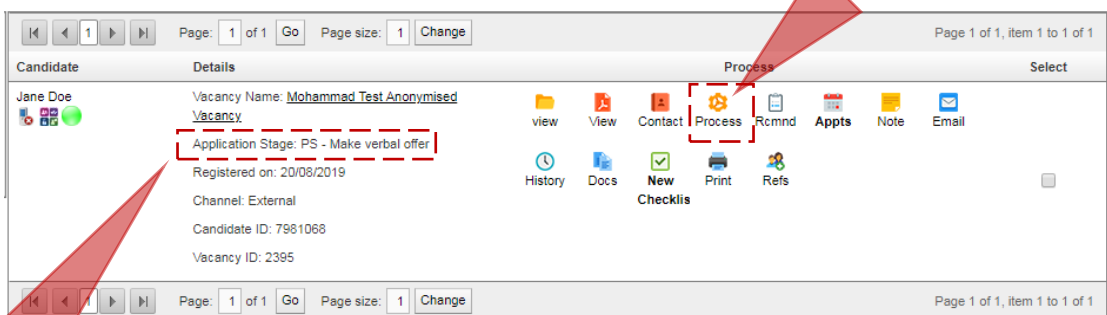 1 Page: 1 of 1 Go Page size: 1 Change Page 1 of 1, item 1 to 1 of 1
Candidate Details Process Select
Jane Doe Vacancy Name: Mohammad Test Anonymised
Vacancy
view View Contact Process Rcmnd Appts Note Email
Application Stage: PS - Make verbal offer
Registered on: 20/08/2019
History Docs New Print Refs
Checklis
Channel: External
Candidate ID: 7981068
Vacancy ID: 2395
1 Page: 1 of 1 Go Page size: 1 Change Page 1 of 1, item 1 to 1 of 1